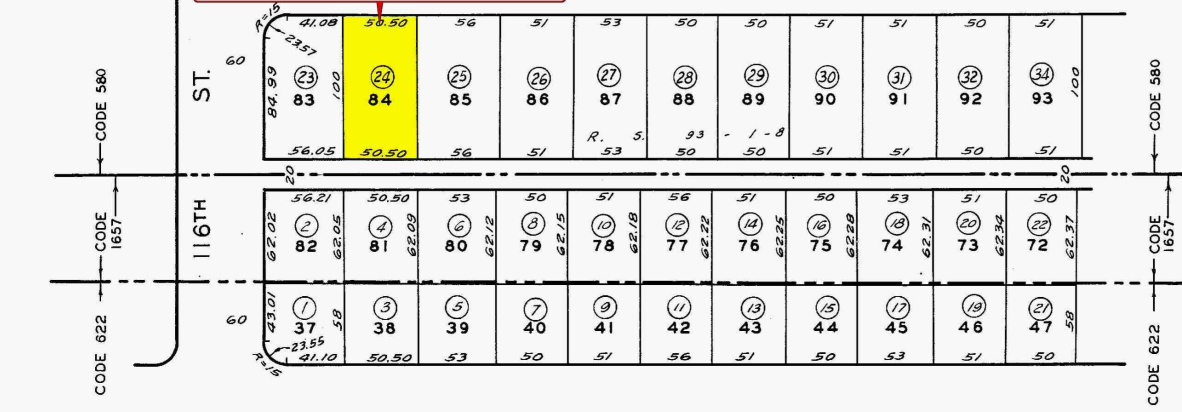 R=15 41.08 50.50 56 51 53 50 50 51 51 50 51
23.57
60
ST.
84.99 100 100
23 24 25 26 27 28 29 30 31 32 34
83 84 85 86 87 88 89 90 91 92 93
R. S. 93 - 1 - 8
56.05 50.50 56 51 53 50 50 51 51 50 51
CODE 580 CODE 580
20 20
56.21 50.50 53 50 51 56 51 50 53 51 50
116TH
62.02 62.05 62.09 62.12 62.15 62.18 62.22 62.25 62.28 62.31 62.34 62.37
2 4 6 8 10 12 14 16 18 20 22
82 81 80 79 78 77 76 75 74 73 72
CODE 1657 CODE 1657
60
43.01 58 58
1 3 5 7 9 11 13 15 17 19 21
37 38 39 40 41 42 43 44 45 46 47
23.55
R=15 41.10 50.50 53 50 51 56 51 50 53 51 50
CODE 622 CODE 622